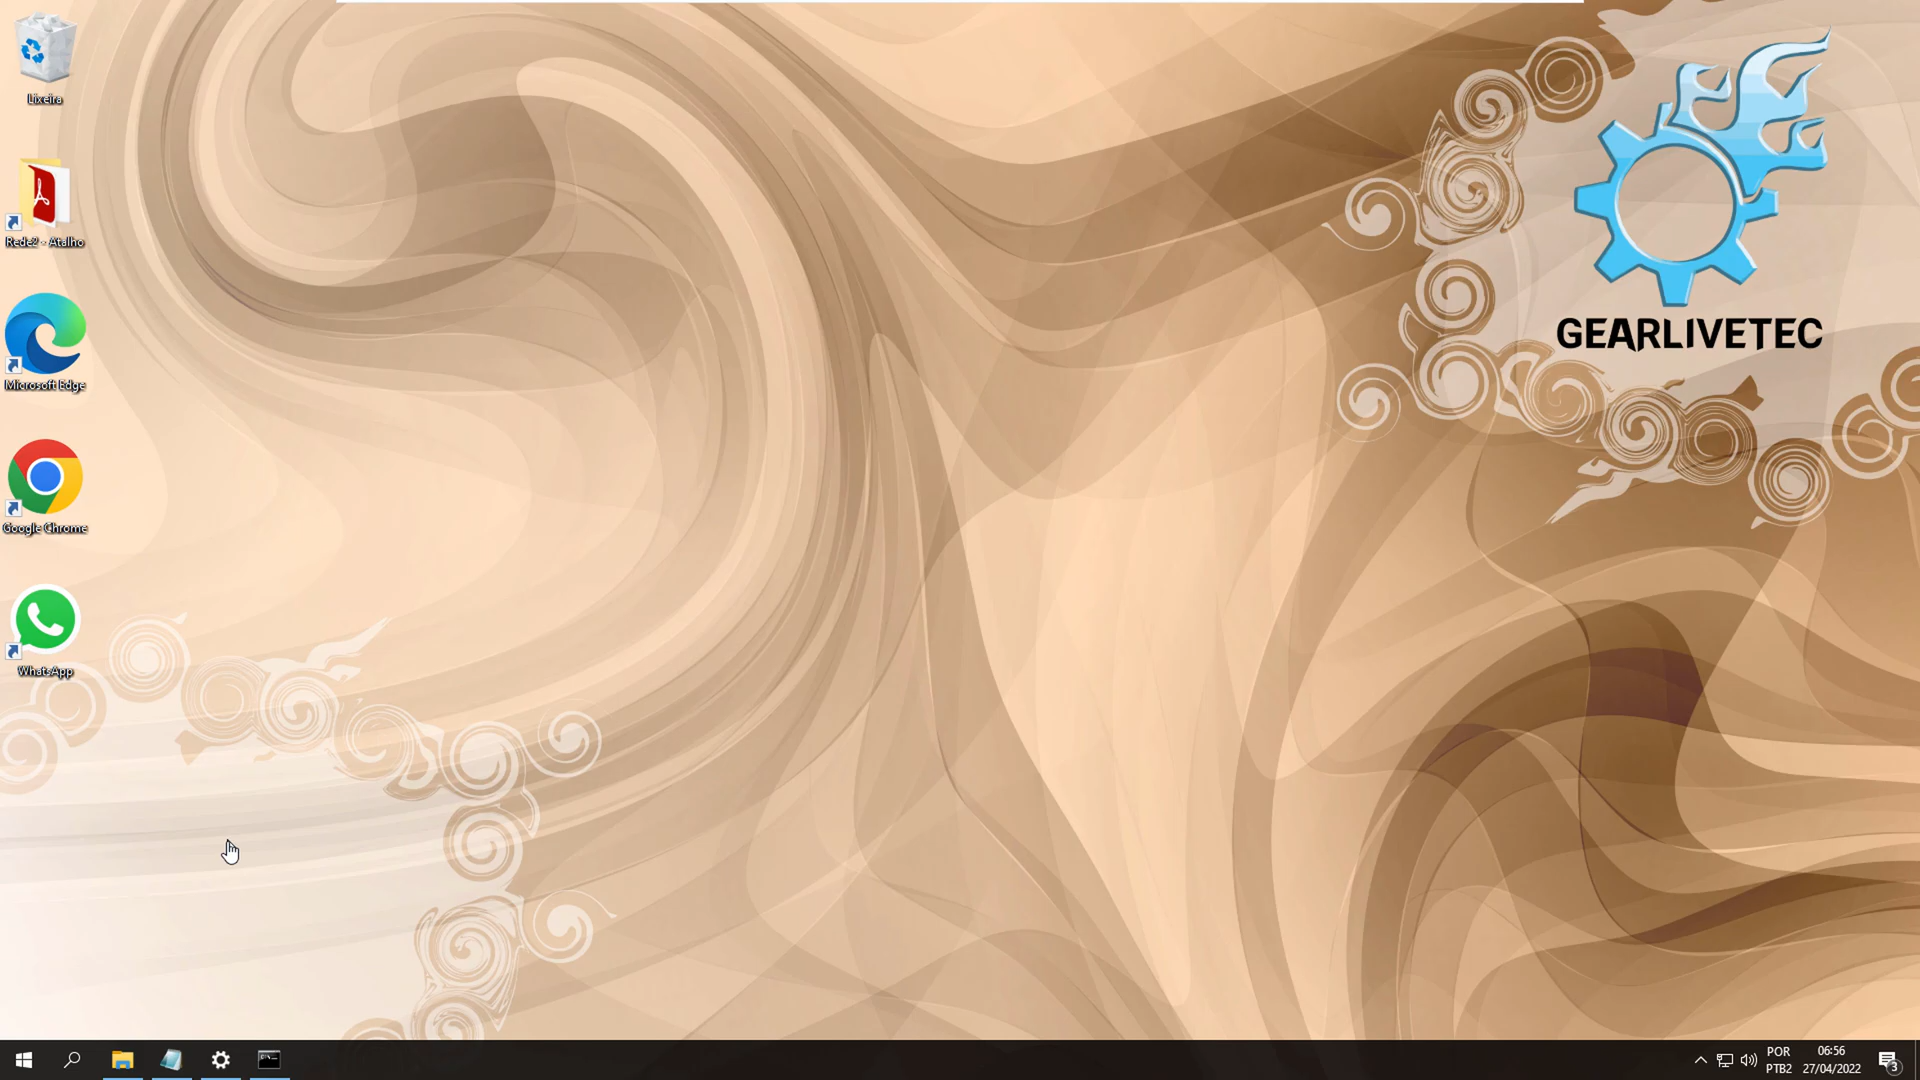 Lixeira
Rede2 - Atalho
Microsoft Edge
Google Chrome
WhatsApp
GEARLIVETEC
POR
PTB2
06:56
27/04/2022
3